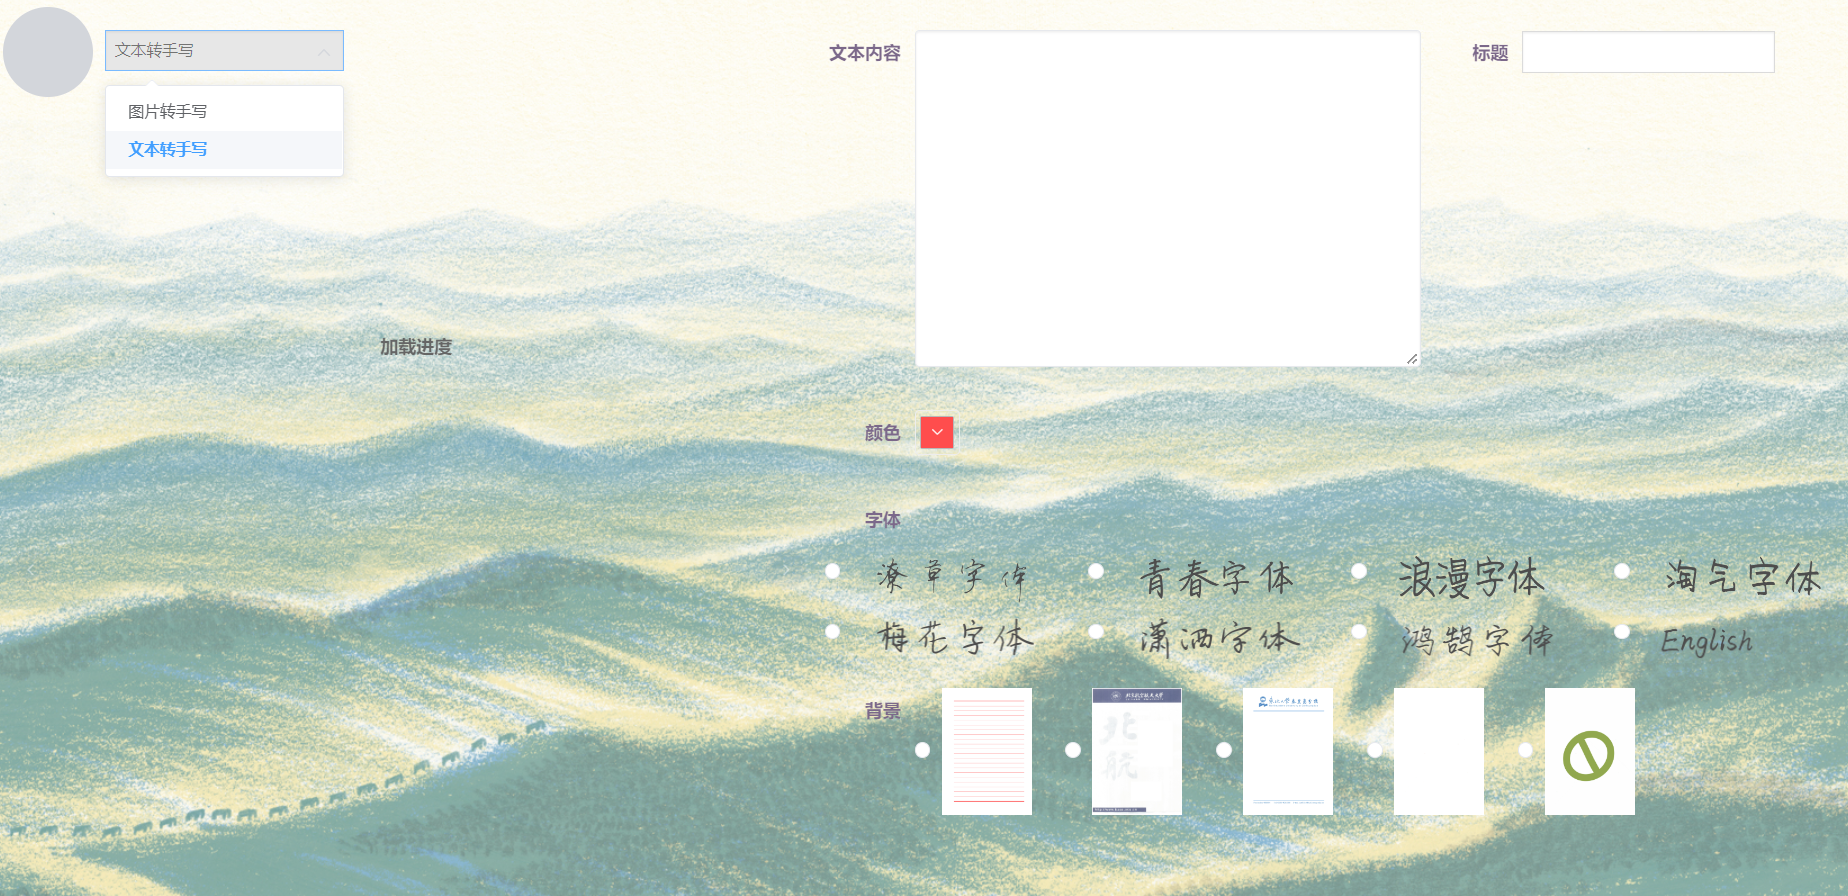 文本转手写
图片转手写
文本转手写
文本内容
标题
加载进度
颜色
字体
潦草字体
青春字体
浪漫字体
淘气字体
梅花字体
潇洒字体
鸿鹄字体
English
背景
北航